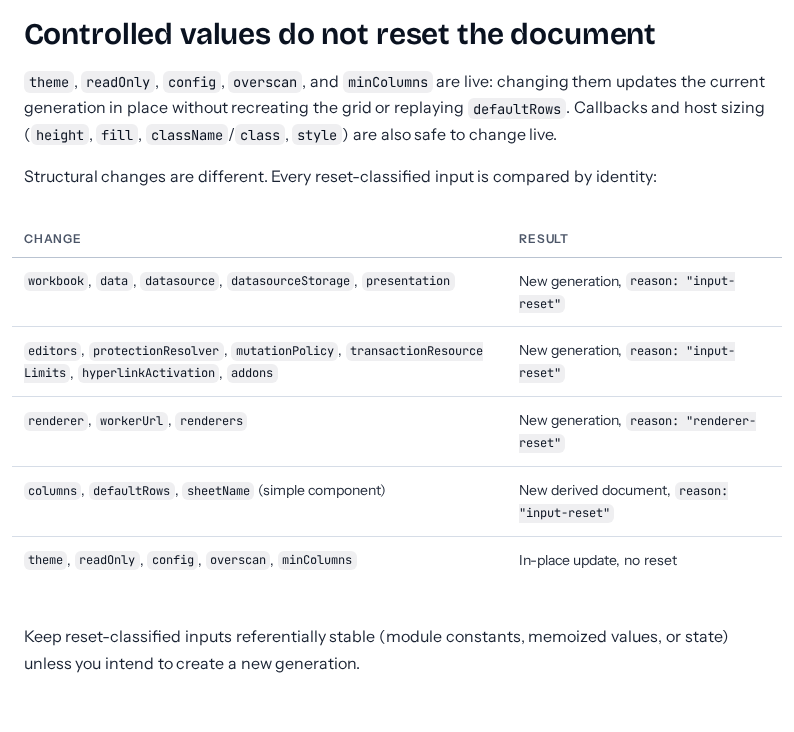 Controlled values do not reset the document
theme, readOnly, config, overscan, and minColumns are live: changing them updates the current
generation in place without recreating the grid or replaying defaultRows. Callbacks and host sizing
(height, fill, className/class, style) are also safe to change live.
Structural changes are different. Every reset-classified input is compared by identity:
CHANGE RESULT
workbook, data, datasource, datasourceStorage, presentation New generation, reason: "input-
reset"
editors, protectionResolver, mutationPolicy, transactionResource New generation, reason: "input-
Limits, hyperlinkActivation, addons reset"
renderer, workerUrl, renderers New generation, reason: "renderer-
reset"
columns, defaultRows, sheetName (simple component) New derived document, reason:
"input-reset"
theme, readOnly, config, overscan, minColumns In-place update, no reset
Keep reset-classified inputs referentially stable (module constants, memoized values, or state)
unless you intend to create a new generation.